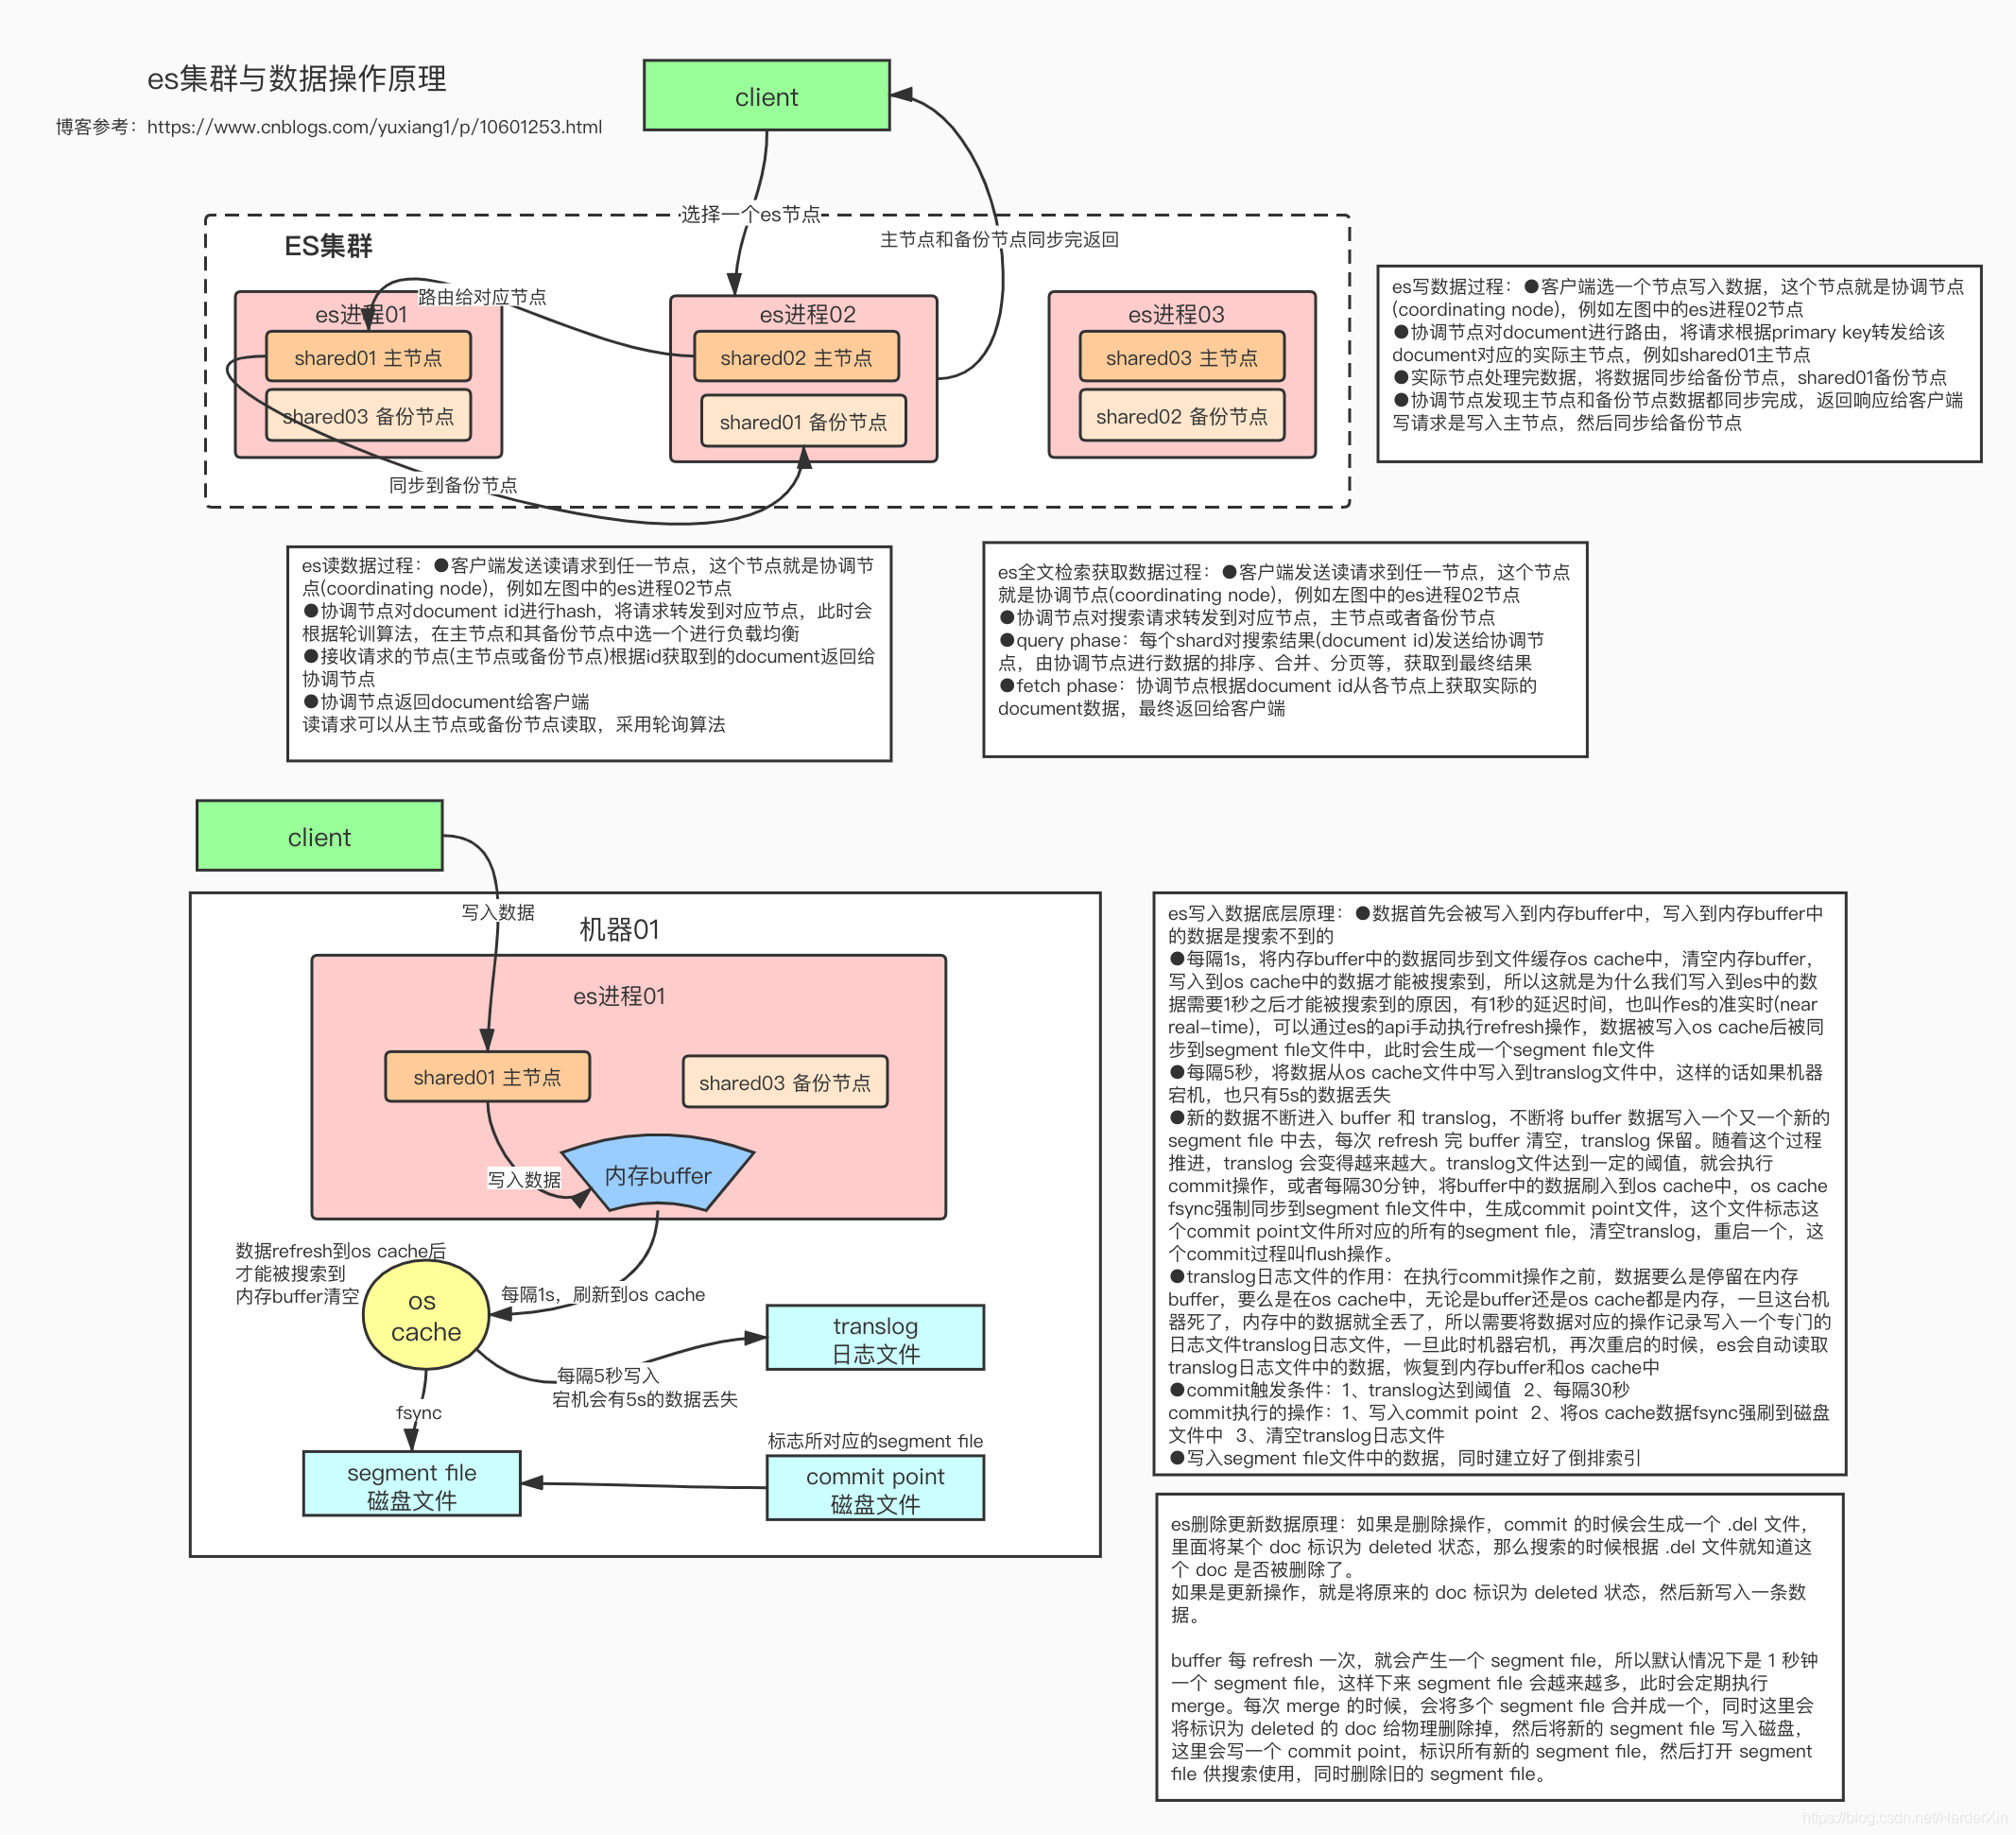 es集群与数据操作原理
博客参考：https://www.cnblogs.com/yuxiang1/p/10601253.html
client
选择一个es节点
主节点和备份节点同步完返回
ES集群
路由给对应节点
es进程01
shared01 主节点
shared03 备份节点
es进程02
shared02 主节点
shared01 备份节点
es进程03
shared03 主节点
shared02 备份节点
同步到备份节点
es写数据过程：●客户端选一个节点写入数据，这个节点就是协调节点
(coordinating node)，例如左图中的es进程02节点
●协调节点对document进行路由，将请求根据primary key转发给该
document对应的实际主节点，例如shared01主节点
●实际节点处理完数据，将数据同步给备份节点，shared01备份节点
●协调节点发现主节点和备份节点数据都同步完成，返回响应给客户端
写请求是写入主节点，然后同步给备份节点
es读数据过程：●客户端发送读请求到任一节点，这个节点就是协调节
点(coordinating node)，例如左图中的es进程02节点
●协调节点对document id进行hash，将请求转发到对应节点，此时会
根据轮训算法，在主节点和其备份节点中选一个进行负载均衡
●接收请求的节点(主节点或备份节点)根据id获取到的document返回给
协调节点
●协调节点返回document给客户端
读请求可以从主节点或备份节点读取，采用轮询算法
es全文检索获取数据过程：●客户端发送读请求到任一节点，这个节点
就是协调节点(coordinating node)，例如左图中的es进程02节点
●协调节点对搜索请求转发到对应节点，主节点或者备份节点
●query phase：每个shard对搜索结果(document id)发送给协调节
点，由协调节点进行数据的排序、合并、分页等，获取到最终结果
●fetch phase：协调节点根据document id从各节点上获取实际的
document数据，最终返回给客户端
client
写入数据
机器01
es进程01
shared01 主节点
shared03 备份节点
写入数据
内存buffer
数据refresh到os cache后
才能被搜索到
内存buffer清空
os
cache
每隔1s，刷新到os cache
translog
日志文件
每隔5秒写入
宕机会有5s的数据丢失
fsync
标志所对应的segment file
segment file
磁盘文件
commit point
磁盘文件
es写入数据底层原理：●数据首先会被写入到内存buffer中，写入到内存buffer中
的数据是搜索不到的
●每隔1s，将内存buffer中的数据同步到文件缓存os cache中，清空内存buffer，
写入到os cache中的数据才能被搜索到，所以这就是为什么我们写入到es中的数
据需要1秒之后才能被搜索到的原因，有1秒的延迟时间，也叫作es的准实时(near
real-time)，可以通过es的api手动执行refresh操作，数据被写入os cache后被同
步到segment file文件中，此时会生成一个segment file文件
●每隔5秒，将数据从os cache文件中写入到translog文件中，这样的话如果机器
宕机，也只有5s的数据丢失
●新的数据不断进入 buffer 和 translog，不断将 buffer 数据写入一个又一个新的
segment file 中去，每次 refresh 完 buffer 清空，translog 保留。随着这个过程
推进，translog 会变得越来越大。translog文件达到一定的阈值，就会执行
commit操作，或者每隔30分钟，将buffer中的数据刷入到os cache中，os cache
fsync强制同步到segment file文件中，生成commit point文件，这个文件标志这
个commit point文件所对应的所有的segment file，清空translog，重启一个，这
个commit过程叫flush操作。
●translog日志文件的作用：在执行commit操作之前，数据要么是停留在内存
buffer，要么是在os cache中，无论是buffer还是os cache都是内存，一旦这台机
器死了，内存中的数据就全丢了，所以需要将数据对应的操作记录写入一个专门的
日志文件translog日志文件，一旦此时机器宕机，再次重启的时候，es会自动读取
translog日志文件中的数据，恢复到内存buffer和os cache中
●commit触发条件：1、translog达到阈值  2、每隔30秒
commit执行的操作：1、写入commit point  2、将os cache数据fsync强刷到磁盘
文件中  3、清空translog日志文件
●写入segment file文件中的数据，同时建立好了倒排索引
es删除更新数据原理：如果是删除操作，commit 的时候会生成一个 .del 文件，
里面将某个 doc 标识为 deleted 状态，那么搜索的时候根据 .del 文件就知道这
个 doc 是否被删除了。
如果是更新操作，就是将原来的 doc 标识为 deleted 状态，然后新写入一条数
据。
buffer 每 refresh 一次，就会产生一个 segment file，所以默认情况下是 1 秒钟
一个 segment file，这样下来 segment file 会越来越多，此时会定期执行
merge。每次 merge 的时候，会将多个 segment file 合并成一个，同时这里会
将标识为 deleted 的 doc 给物理删除掉，然后将新的 segment file 写入磁盘，
这里会写一个 commit point，标识所有新的 segment file，然后打开 segment
file 供搜索使用，同时删除旧的 segment file。
https://blog.csdn.net/HarderXin